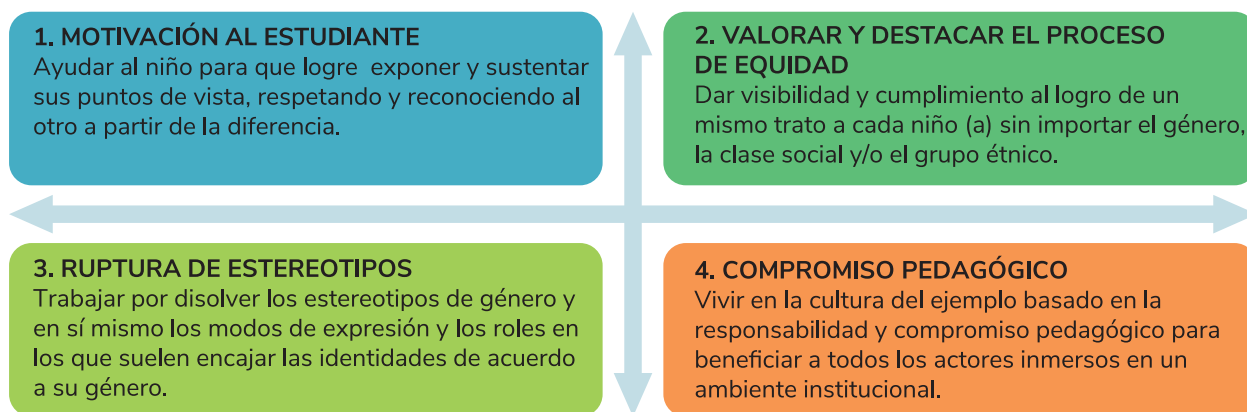 1. MOTIVACIÓN AL ESTUDIANTE
Ayudar al niño para que logre exponer y sustentar
sus puntos de vista, respetando y reconociendo al
otro a partir de la diferencia.
2. VALORAR Y DESTACAR EL PROCESO
DE EQUIDAD
Dar visibilidad y cumplimiento al logro de un
mismo trato a cada niño (a) sin importar el género,
la clase social y/o el grupo étnico.
3. RUPTURA DE ESTEREOTIPOS
Trabajar por disolver los estereotipos de género y
en sí mismo los modos de expresión y los roles en
los que suelen encajar las identidades de acuerdo
a su género.
4. COMPROMISO PEDAGÓGICO
Vivir en la cultura del ejemplo basado en la
responsabilidad y compromiso pedagógico para
beneficiar a todos los actores inmersos en un
ambiente institucional.